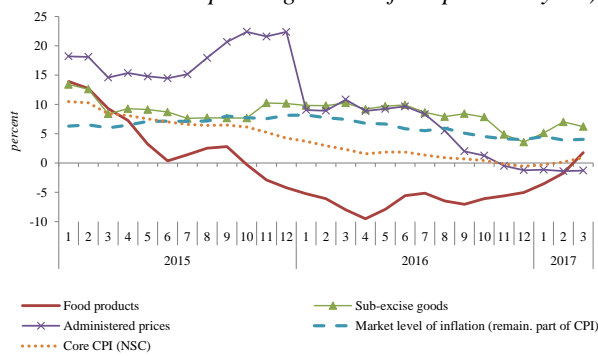 25
20
15
10
5
0
-5
-10
percent
1 2 3 4 5 6 7 8 9 10 11 12 1 2 3 4 5 6 7 8 9 10 11 12 1 2 3
2015 2016 2017
Food products Sub-excise goods
Administered prices Market level of inflation (remain. part of CPI)
Core CPI (NSC)